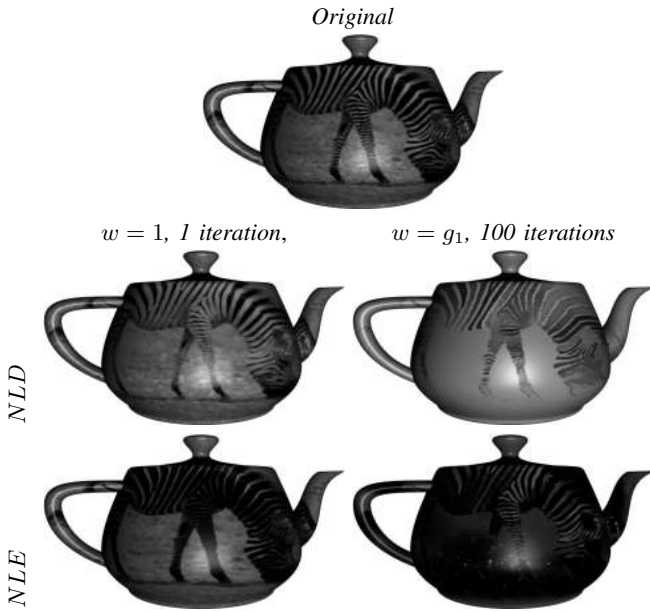 Original
w = 1, 1 iteration,
w = g₁, 100 iterations
NLD
NLE